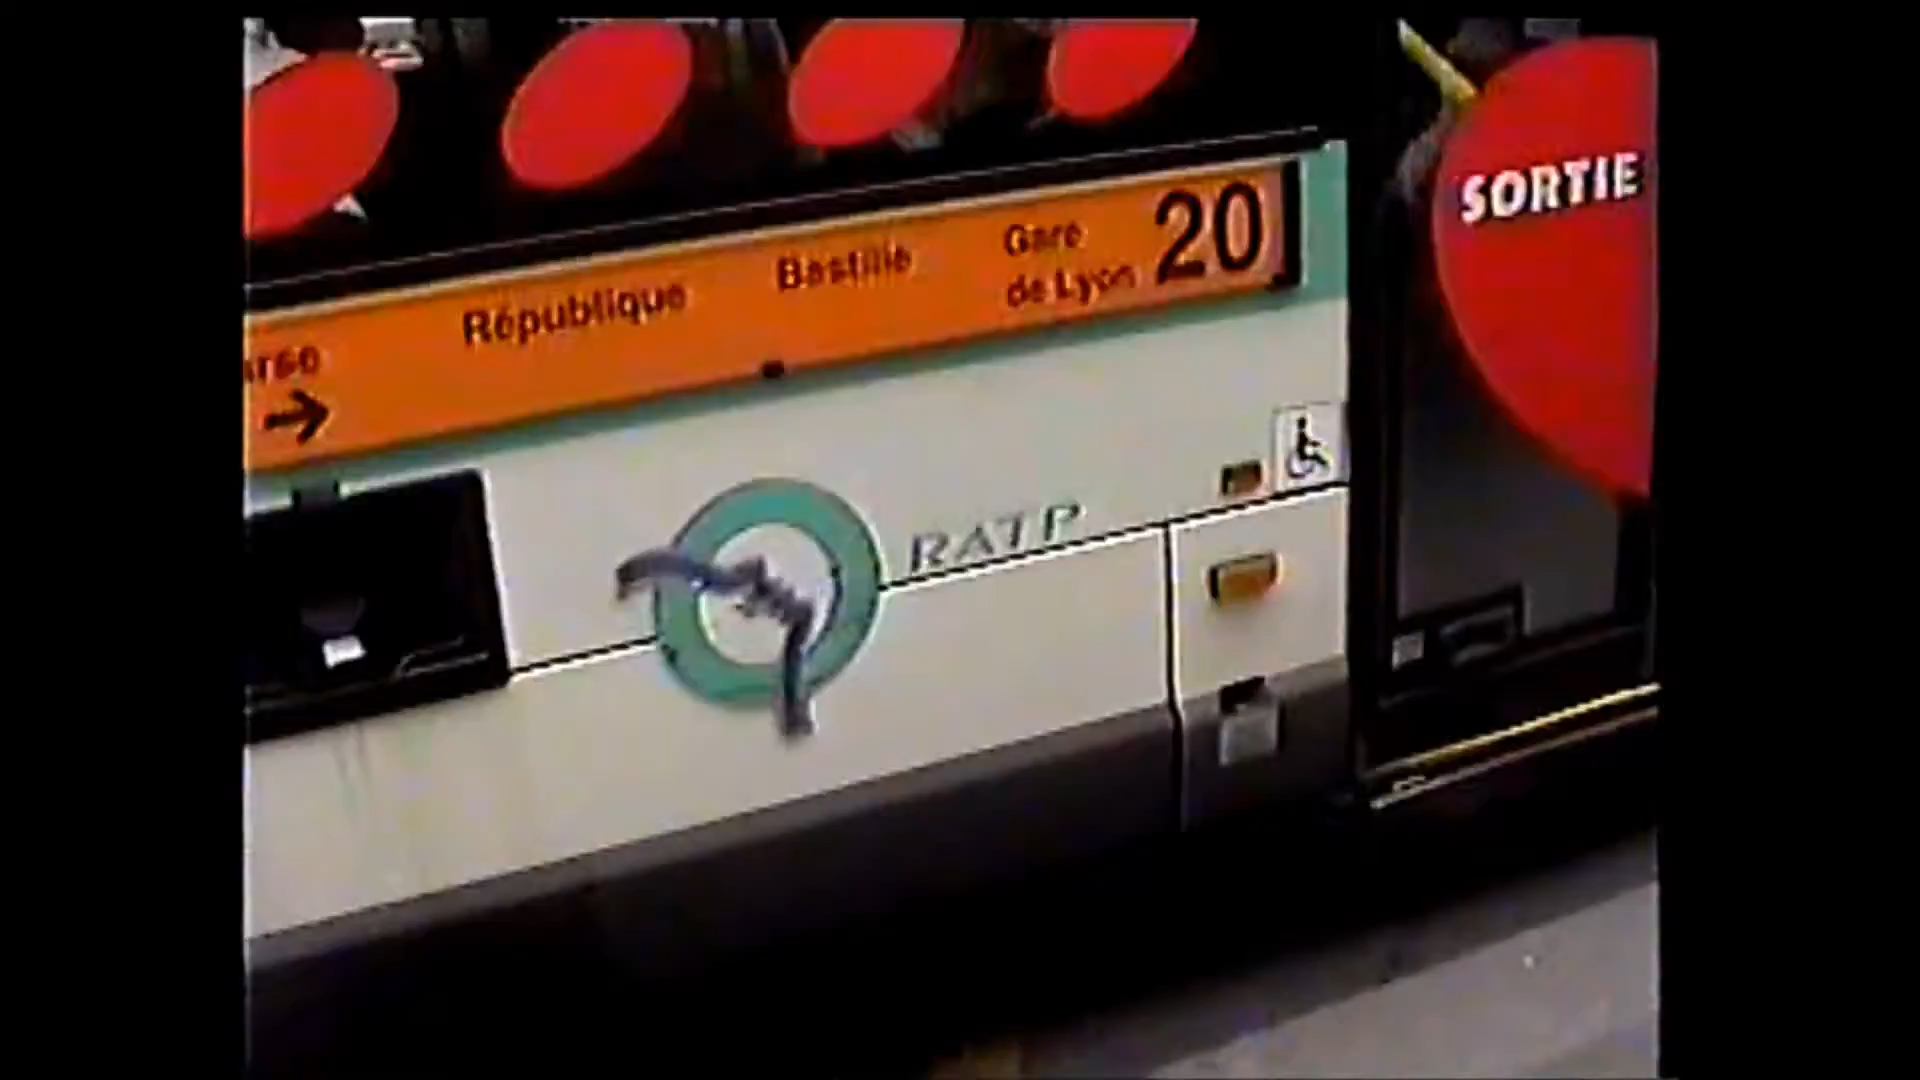 SORTIE
République
Bastille
Gare
de Lyon
20
RATP